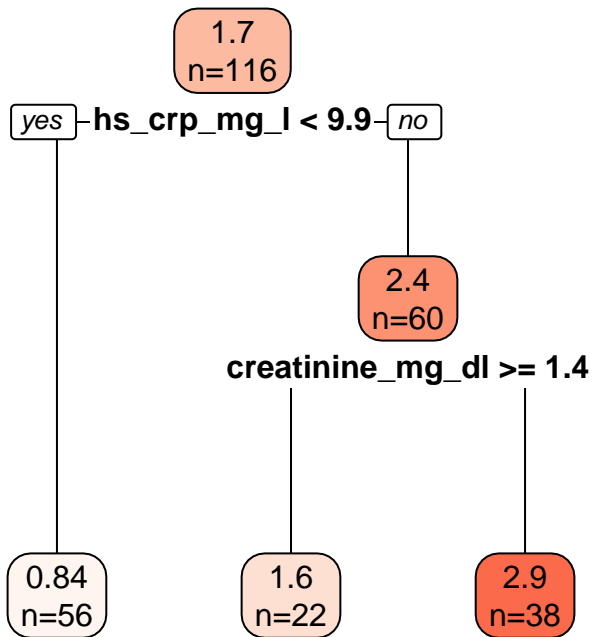 1.7
n=116
yes hs_crp_mg_l < 9.9 no
2.4
n=60
creatinine_mg_dl >= 1.4
0.84
n=56
1.6
n=22
2.9
n=38